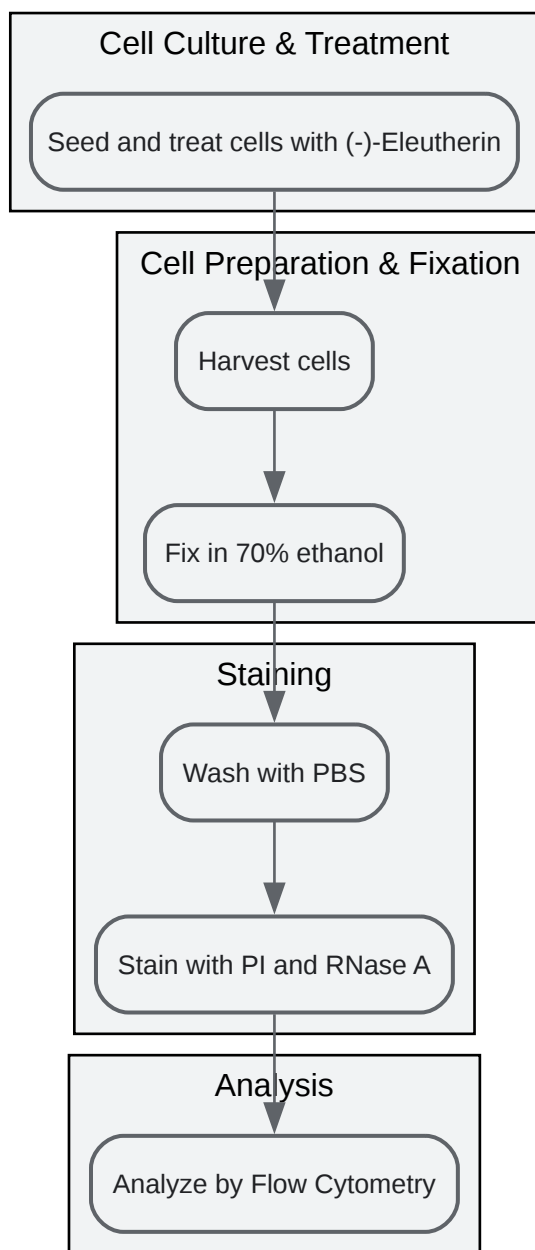 Cell Culture & Treatment
Seed and treat cells with (-)-Eleutherin
Cell Preparation & Fixation
Harvest cells
Fix in 70% ethanol
Staining
Wash with PBS
Stain with PI and RNase A
Analysis
Analyze by Flow Cytometry